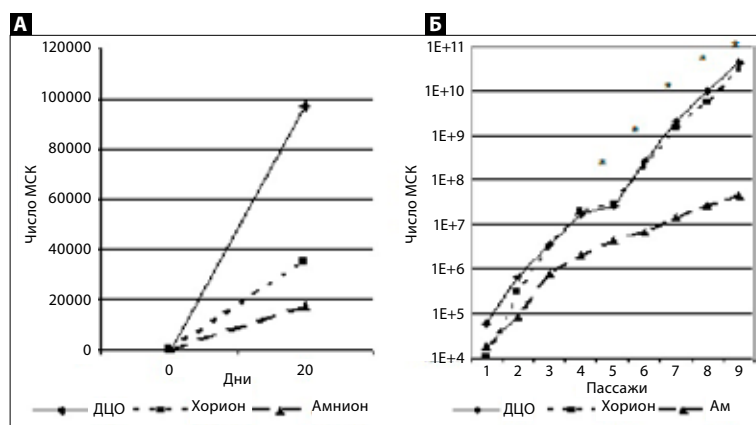 А
120000
100000
80000
60000
40000
20000
0
Число МСК
0
20
Дни
ДЦО
Хорион
Амнион
Б
1E+11
1E+10
1E+9
1E+8
1E+7
1E+6
1E+5
1E+4
Число МСК
1 2 3 4 5 6 7 8 9
Пассажи
ДЦО
Хорион
Ам